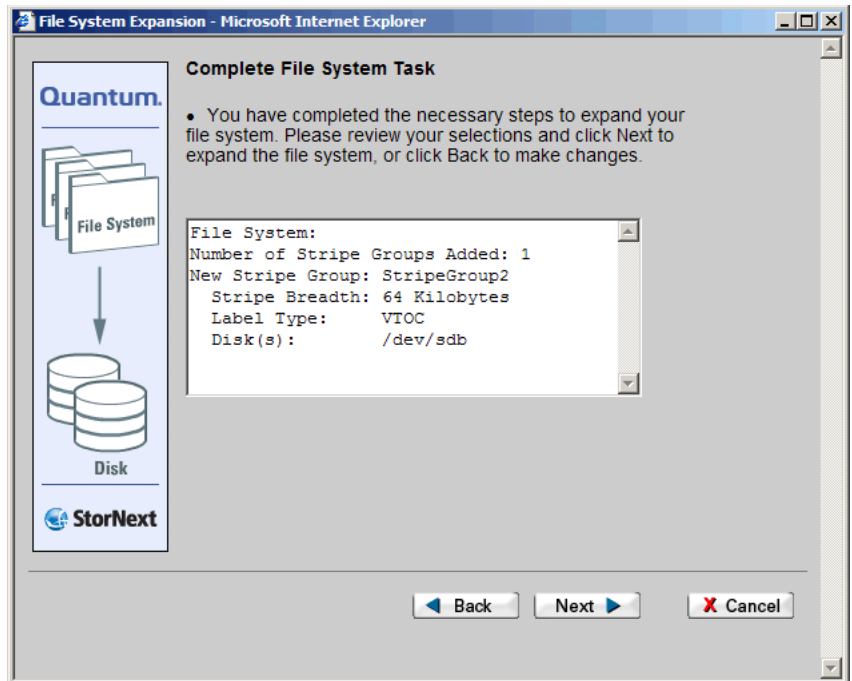 File System Expansion - Microsoft Internet Explorer
Quantum.
File System
Disk
StorNext
Complete File System Task
• You have completed the necessary steps to expand your
file system. Please review your selections and click Next to
expand the file system, or click Back to make changes.
File System:
Number of Stripe Groups Added: 1
New Stripe Group: StripeGroup2
Stripe Breadth: 64 Kilobytes
Label Type: VTOC
Disk(s): /dev/sdb
Back
Next
X Cancel